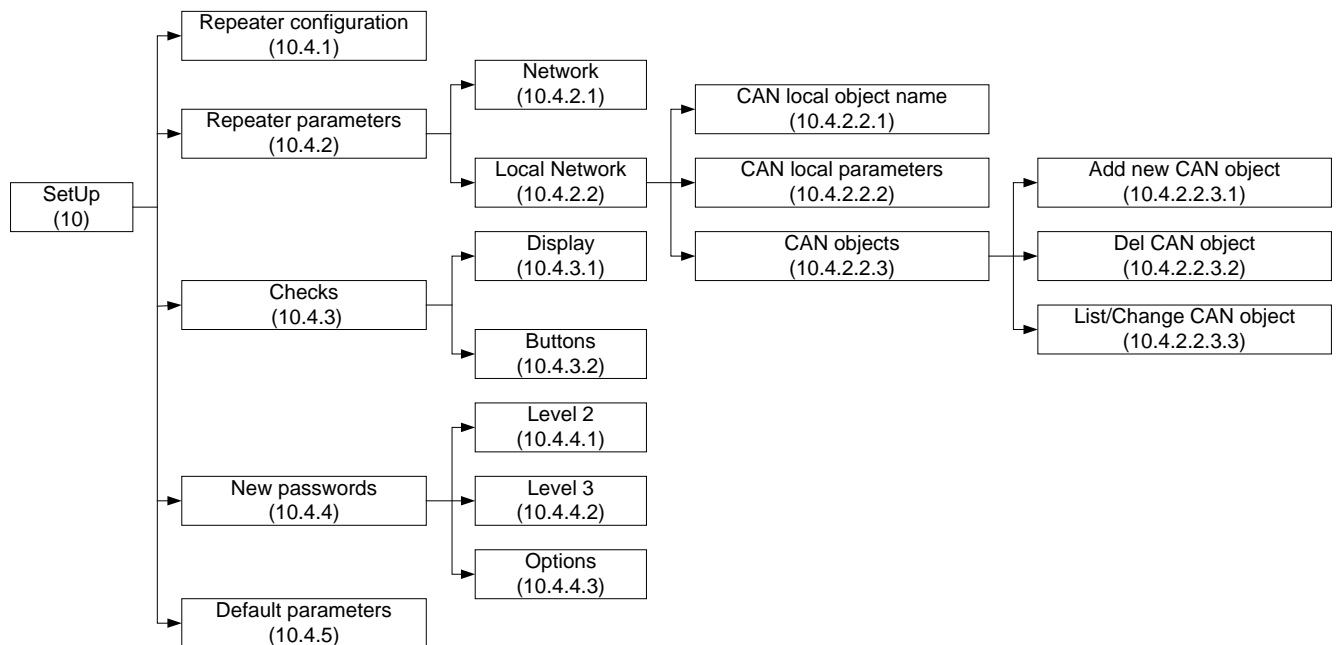 SetUp
(10)
Repeater configuration
(10.4.1)
Repeater parameters
(10.4.2)
Network
(10.4.2.1)
Local Network
(10.4.2.2)
CAN local object name
(10.4.2.2.1)
CAN local parameters
(10.4.2.2.2)
CAN objects
(10.4.2.2.3)
Add new CAN object
(10.4.2.2.3.1)
Del CAN object
(10.4.2.2.3.2)
List/Change CAN object
(10.4.2.2.3.3)
Checks
(10.4.3)
Display
(10.4.3.1)
Buttons
(10.4.3.2)
New passwords
(10.4.4)
Level 2
(10.4.4.1)
Level 3
(10.4.4.2)
Options
(10.4.4.3)
Default parameters
(10.4.5)